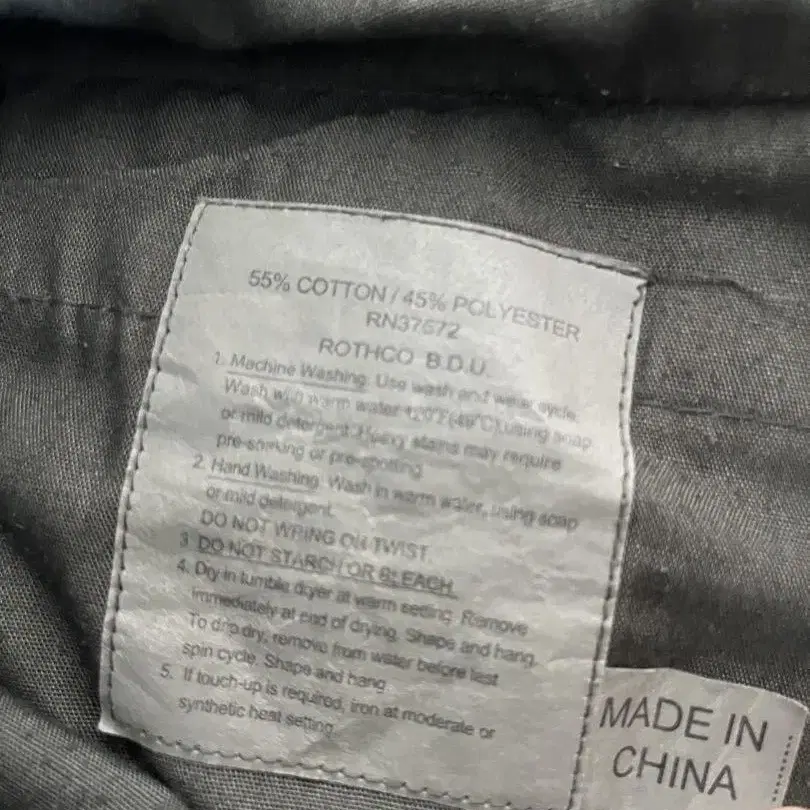 55% COTTON / 45% POLYESTER
RN37672
ROTHCO B.D.U.
1. Machine Washing: Use wash and wear cycle.
Wash with warm water 120°F(49°C),using soap
or mild detergent. Heavy stains may require
pre-soaking or pre-spotting
2. Hand Washing. Wash in warm water, using soap
or mild detergent.
DO NOT WRING OR TWIST.
3. DO NOT STARCH OR BLEACH.
4. Dry in tumble dryer at warm setting. Remove
immediately at end of drying. Shape and hang.
To drip dry, remove from water before last
spin cycle. Shape and hang
5. If touch-up is required, iron at moderate or
synthetic heat setting.
MADE IN
CHINA